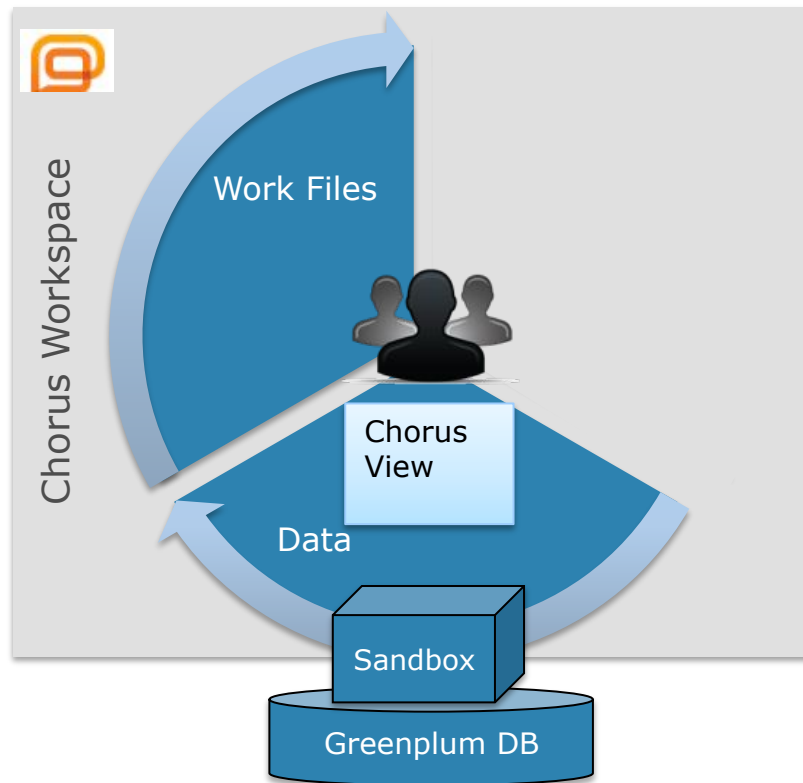 Chorus Workspace
Work Files
Chorus
View
Data
Sandbox
Greenplum DB